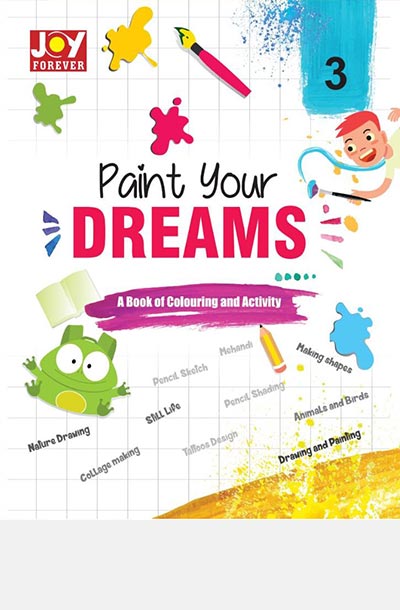 JOY
FOREVER
3
Paint Your
DREAMS
A Book of Colouring and Activity
Mehandi
Making shapes
Pencil Sketch
Pencil Shading
Still Life
Animals and Birds
Nature Drawing
Tattoos Design
Drawing and Painting
Collage making